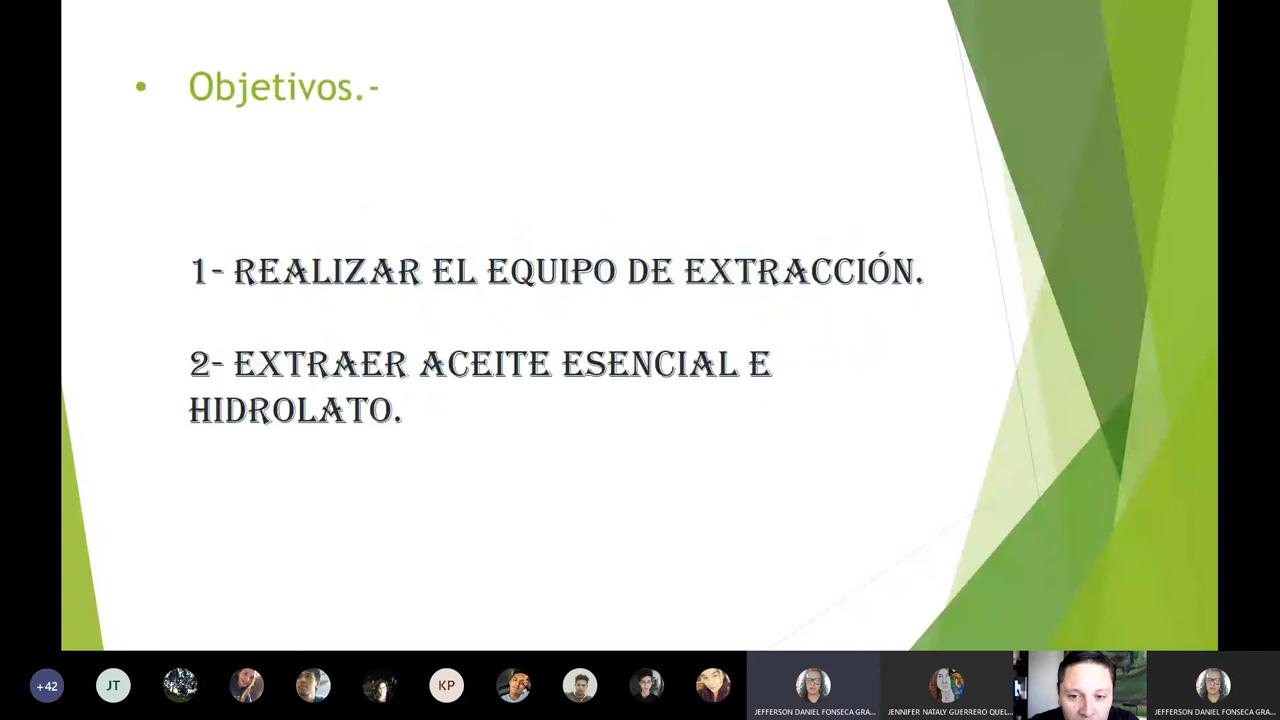 • Objetivos.-
1- REALIZAR EL EQUIPO DE EXTRACCIÓN.
2- EXTRAER ACEITE ESENCIAL E
HIDROLATO.
+42
JT
KP
JEFFERSON DANIEL FONSECA GRA...
JENNIFER NATALY GUERRERO QUEL...
JEFFERSON DANIEL FONSECA GRA...